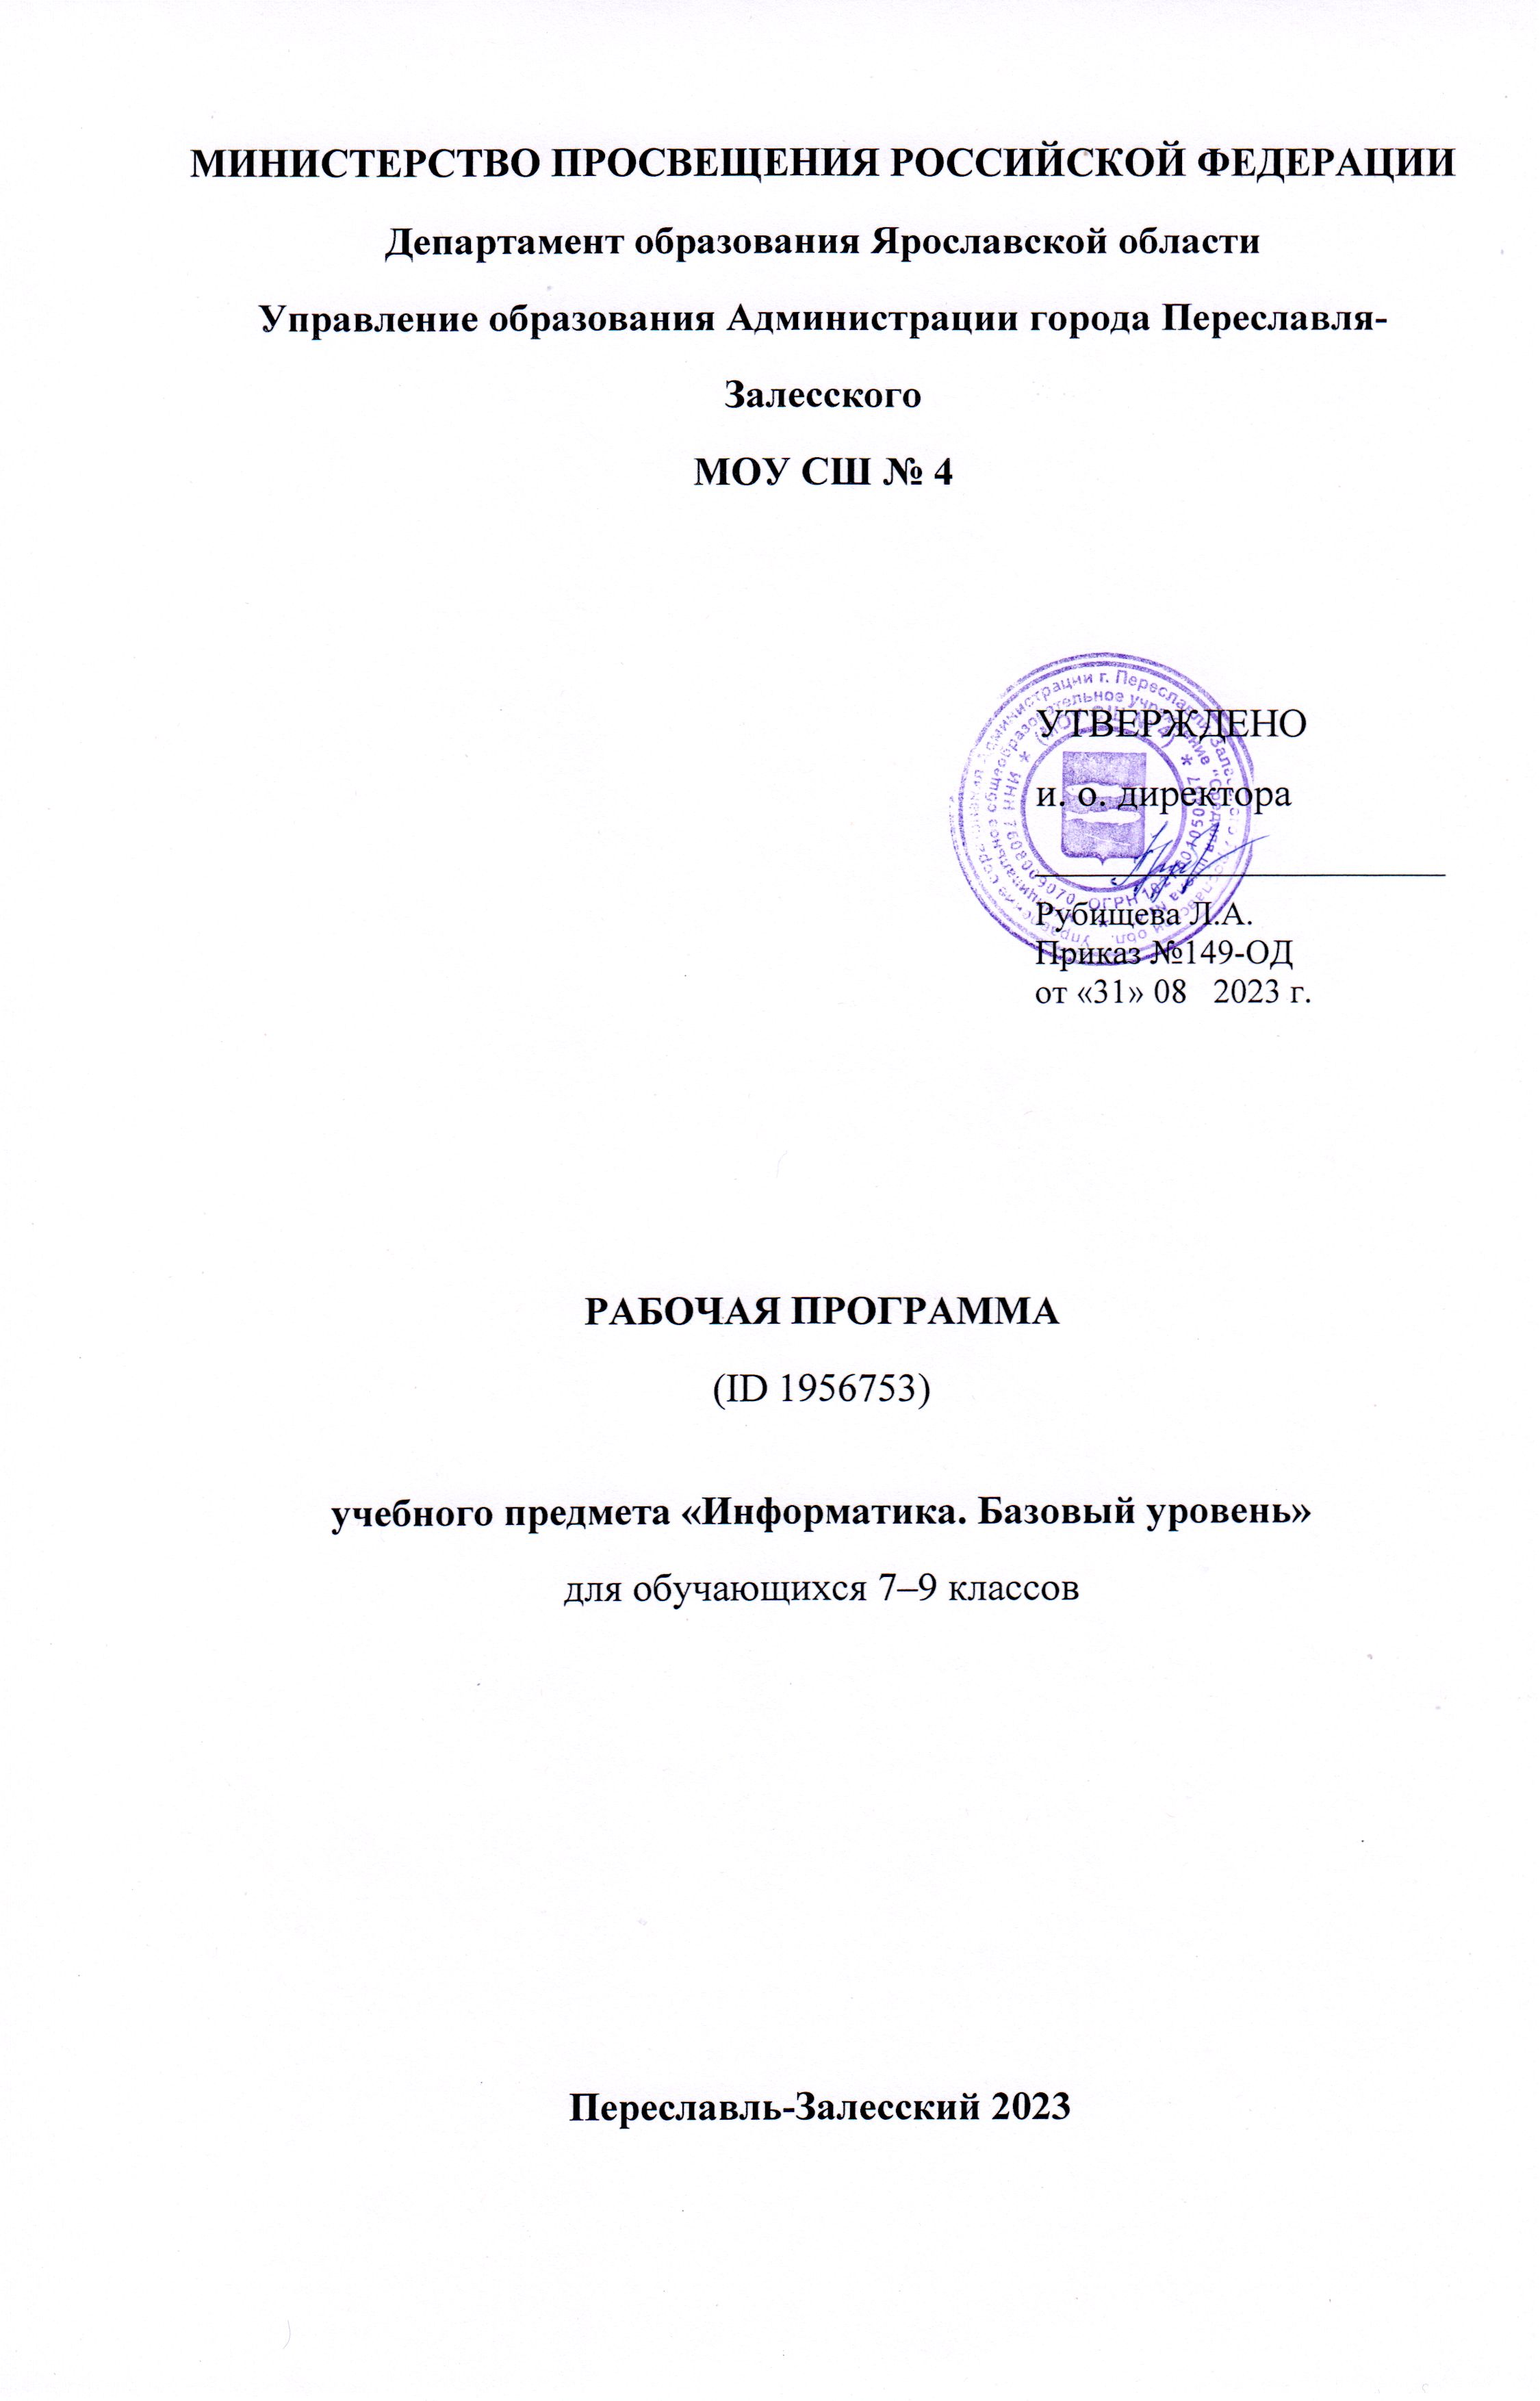 МИНИСТЕРСТВО ПРОСВЕЩЕНИЯ РОССИЙСКОЙ ФЕДЕРАЦИИ
Департамент образования Ярославской области
Управление образования Администрации города Переславля-
Залесского
МОУ СШ № 4
УТВЕРЖДЕНО
и. о. директора
Рубищева Л.А.
Приказ №149-ОД
от «31» 08 2023 г.
РАБОЧАЯ ПРОГРАММА
(ID 1956753)
учебного предмета «Информатика. Базовый уровень»
для обучающихся 7–9 классов
Переславль-Залесский 2023